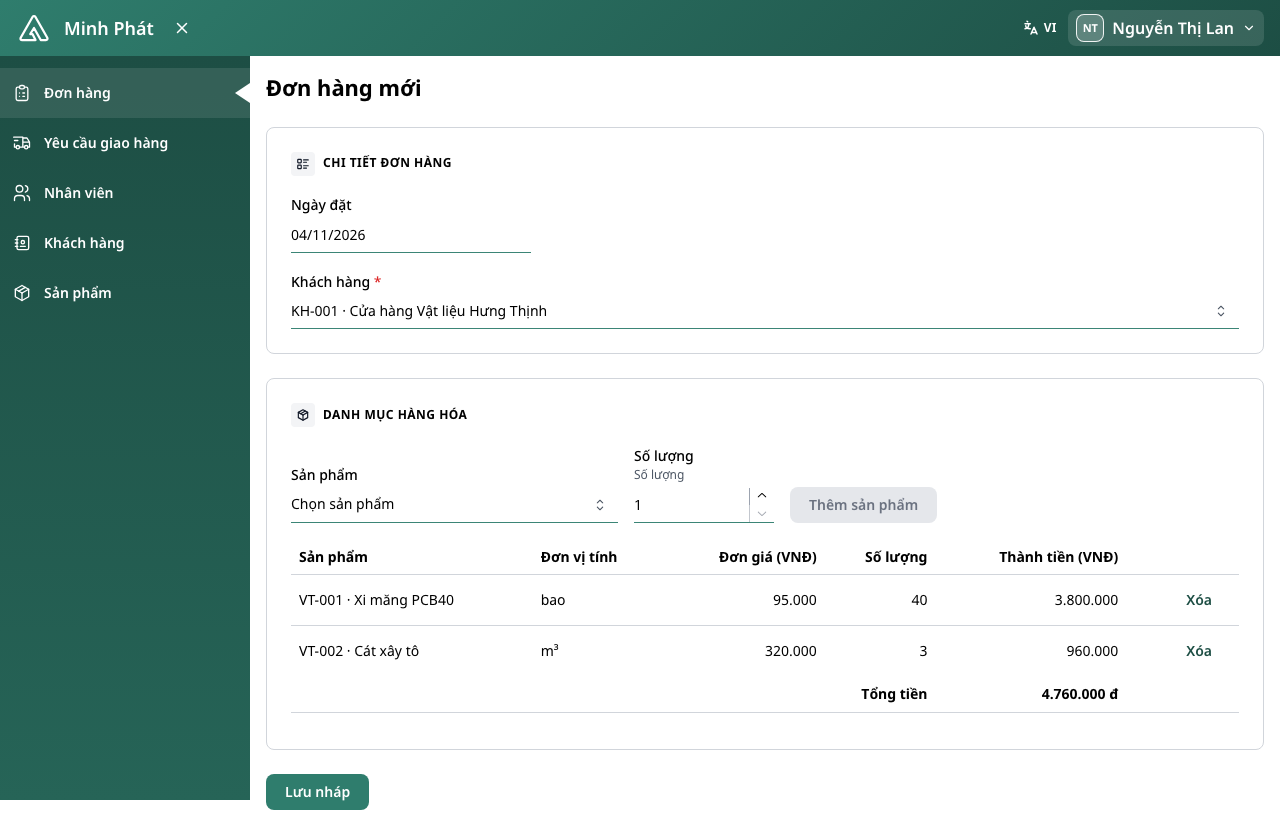 Minh Phát
VI
NT
Nguyễn Thị Lan
Đơn hàng
Yêu cầu giao hàng
Nhân viên
Khách hàng
Sản phẩm
Đơn hàng mới
CHI TIẾT ĐƠN HÀNG
Ngày đặt
04/11/2026
Khách hàng *
KH-001 · Cửa hàng Vật liệu Hưng Thịnh
DANH MỤC HÀNG HÓA
Sản phẩm
Chọn sản phẩm
Số lượng
Số lượng
1
Thêm sản phẩm
Sản phẩm Đơn vị tính Đơn giá (VNĐ) Số lượng Thành tiền (VNĐ)
VT-001 · Xi măng PCB40 bao 95.000 40 3.800.000 Xóa
VT-002 · Cát xây tô m³ 320.000 3 960.000 Xóa
Tổng tiền 4.760.000 đ
Lưu nháp